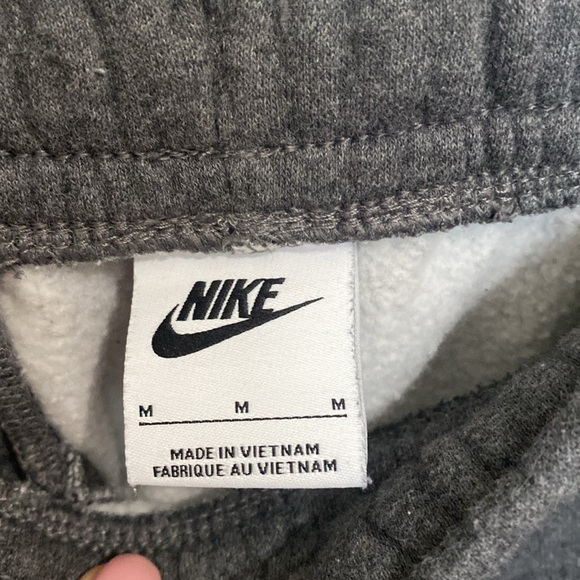 NIKE
M M M
MADE IN VIETNAM
FABRIQUE AU VIETNAM